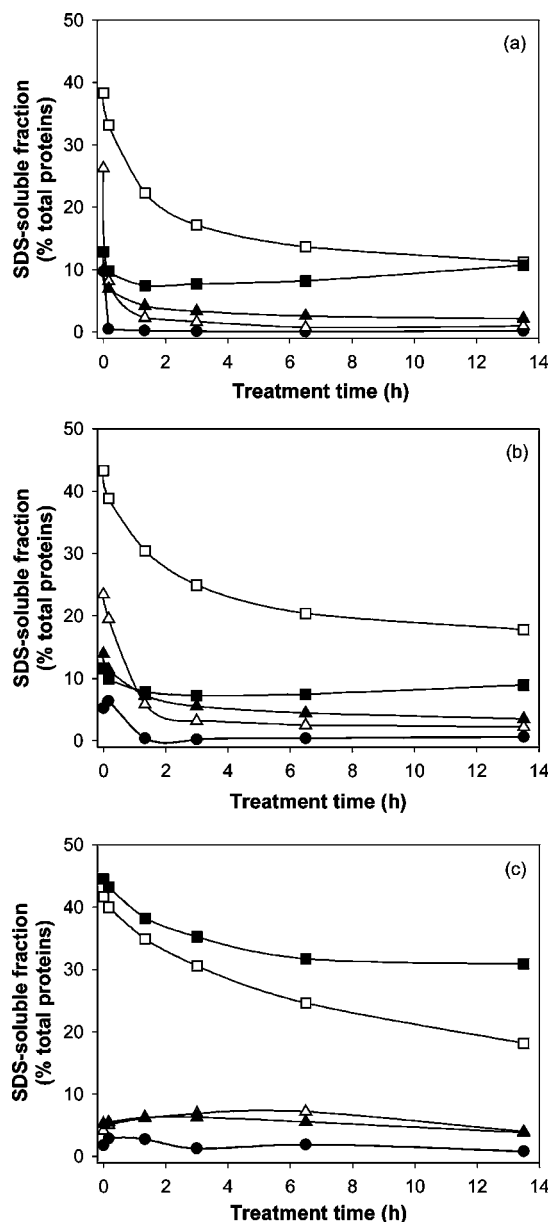 (a)
SDS-soluble fraction
(% total proteins)
50
40
30
20
10
0
0 2 4 6 8 10 12 14
Treatment time (h)
(b)
SDS-soluble fraction
(% total proteins)
50
40
30
20
10
0
0 2 4 6 8 10 12 14
Treatment time (h)
(c)
SDS-soluble fraction
(% total proteins)
50
40
30
20
10
0
0 2 4 6 8 10 12 14
Treatment time (h)